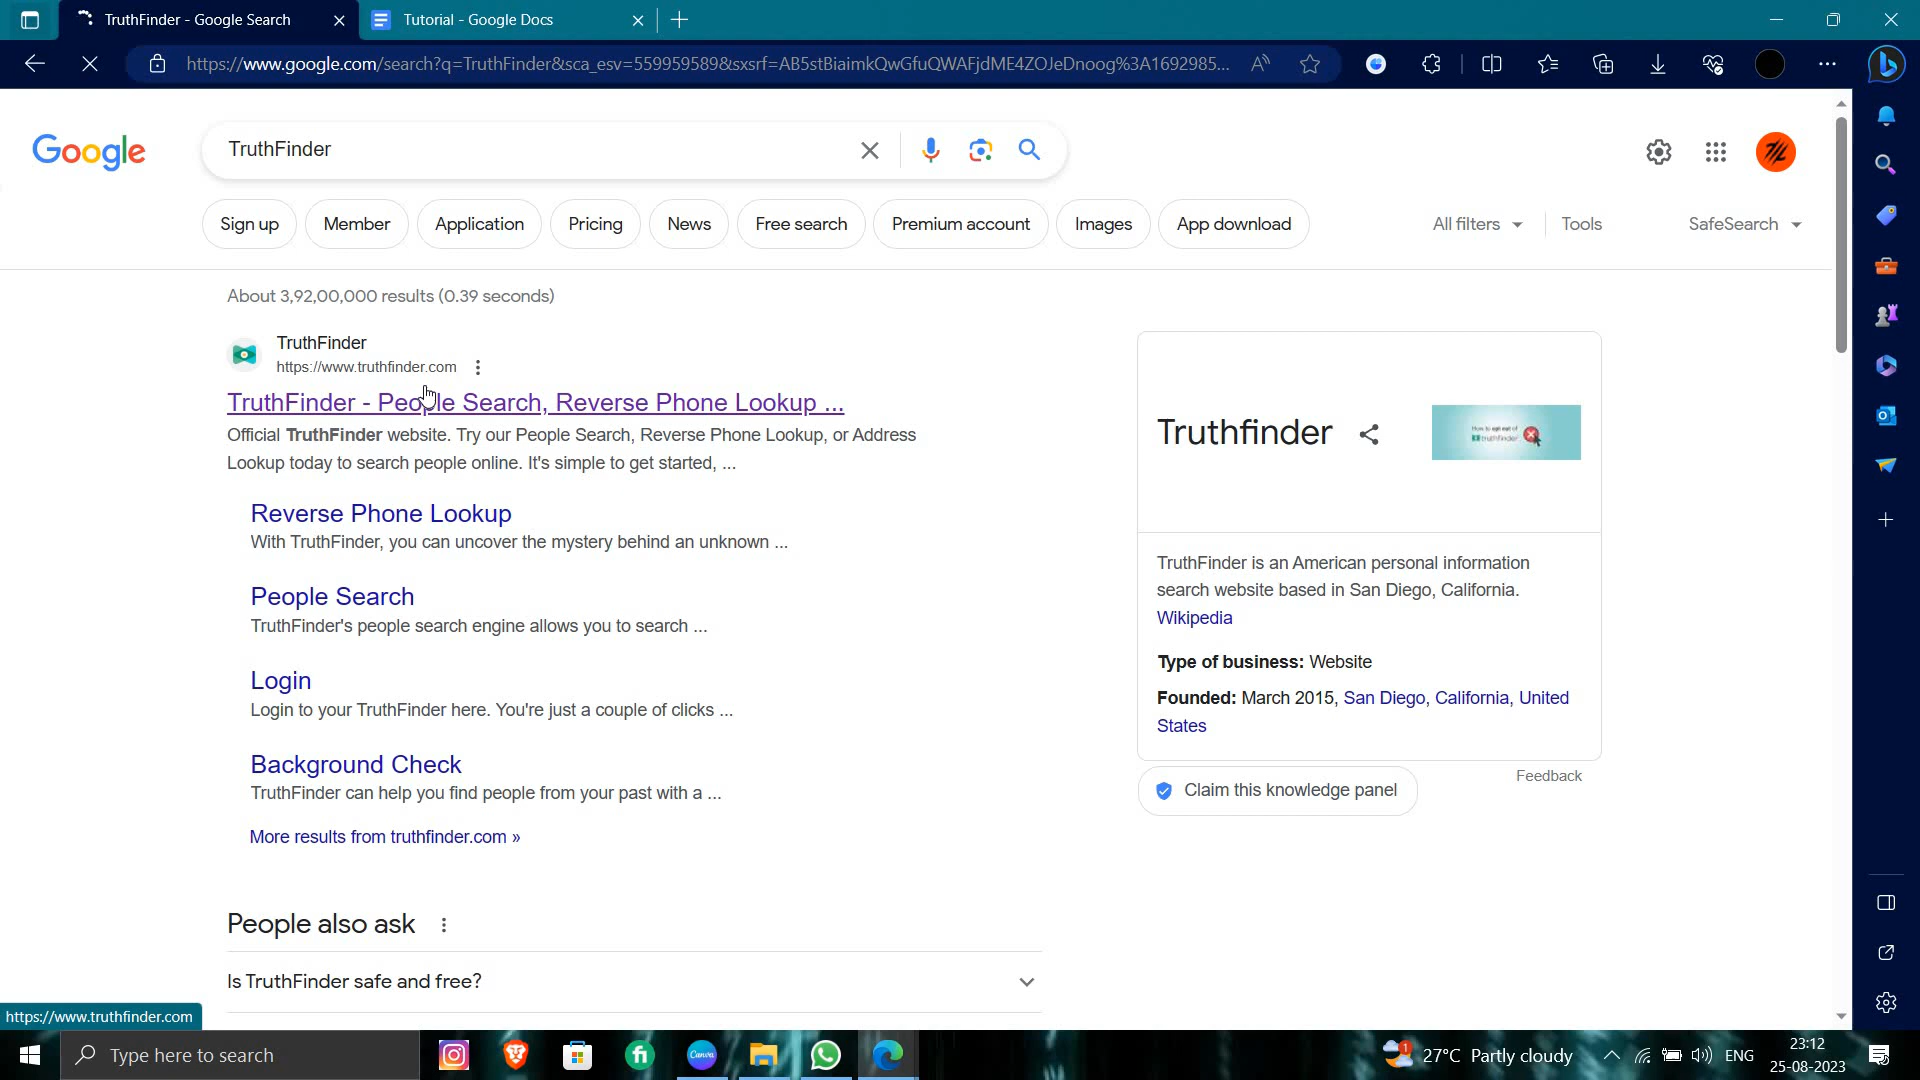 TruthFinder - Google Search
Tutorial - Google Docs
https://www.google.com/search?q=TruthFinder&sca_esv=559959589&sxsrf=AB5stBiaimkQwGfuQWAFjdME4ZOJeDnoog%3A1692985...
Google
TruthFinder
Sign up
Member
Application
Pricing
News
Free search
Premium account
Images
App download
All filters
Tools
SafeSearch
About 3,92,00,000 results (0.39 seconds)
TruthFinder
https://www.truthfinder.com
TruthFinder - People Search, Reverse Phone Lookup ...
Official TruthFinder website. Try our People Search, Reverse Phone Lookup, or Address
Lookup today to search people online. It's simple to get started, ...
Reverse Phone Lookup
With TruthFinder, you can uncover the mystery behind an unknown ...
People Search
TruthFinder's people search engine allows you to search ...
Login
Login to your TruthFinder here. You're just a couple of clicks ...
Background Check
TruthFinder can help you find people from your past with a ...
More results from truthfinder.com »
People also ask
Is TruthFinder safe and free?
Truthfinder
How to opt out of
truthfinder
TruthFinder is an American personal information
search website based in San Diego, California.
Wikipedia
Type of business: Website
Founded: March 2015, San Diego, California, United
States
Claim this knowledge panel
Feedback
https://www.truthfinder.com
Type here to search
fi
Canva
1
27°C Partly cloudy
ENG
23:12
25-08-2023